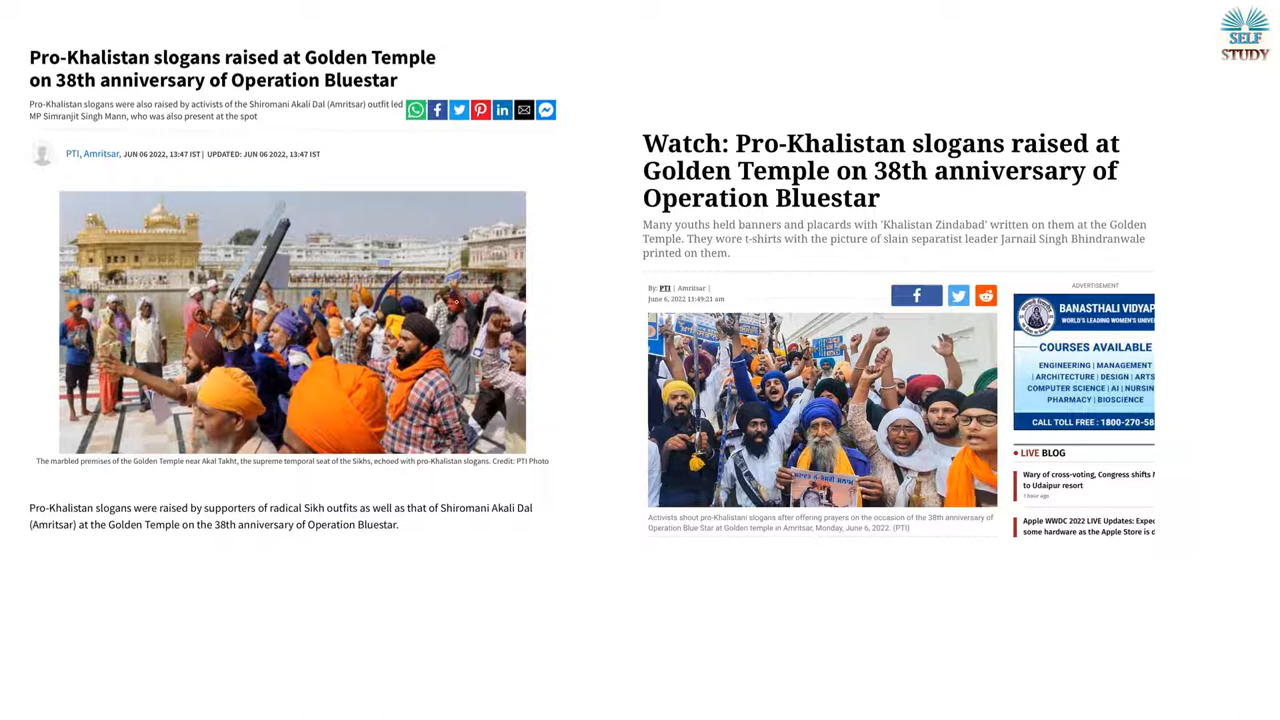 Pro-Khalistan slogans raised at Golden Temple
on 38th anniversary of Operation Bluestar
Pro-Khalistan slogans were also raised by activists of the Shiromani Akali Dal (Amritsar) outfit led
MP Simranjit Singh Mann, who was also present at the spot
PTI, Amritsar, JUN 06 2022, 13:47 IST | UPDATED: JUN 06 2022, 13:47 IST
The marbled premises of the Golden Temple near Akal Takht, the supreme temporal seat of the Sikhs, echoed with pro-Khalistan slogans. Credit: PTI Photo
Pro-Khalistan slogans were raised by supporters of radical Sikh outfits as well as that of Shiromani Akali Dal
(Amritsar) at the Golden Temple on the 38th anniversary of Operation Bluestar.
SELF
STUDY
Watch: Pro-Khalistan slogans raised at
Golden Temple on 38th anniversary of
Operation Bluestar
Many youths held banners and placards with 'Khalistan Zindabad' written on them at the Golden
Temple. They wore t-shirts with the picture of slain separatist leader Jarnail Singh Bhindranwale
printed on them.
By: PTI | Amritsar |
June 6, 2022 11:49:21 am
Activists shout pro-Khalistani slogans after offering prayers on the occasion of the 38th anniversary of
Operation Blue Star at Golden temple in Amritsar, Monday, June 6, 2022. (PTI)
ADVERTISEMENT
BANASTHALI VIDYAP
WORLD'S LEADING WOMEN'S UNIVE
COURSES AVAILABLE
ENGINEERING | MANAGEMENT
| ARCHITECTURE | DESIGN | ARTS
COMPUTER SCIENCE | AI | NURSIN
PHARMACY | BIOSCIENCE
CALL TOLL FREE : 1800-270-58
• LIVE BLOG
Wary of cross-voting, Congress shifts
to Udaipur resort
1 hour ago
Apple WWDC 2022 LIVE Updates: Expec
some hardware as the Apple Store is d